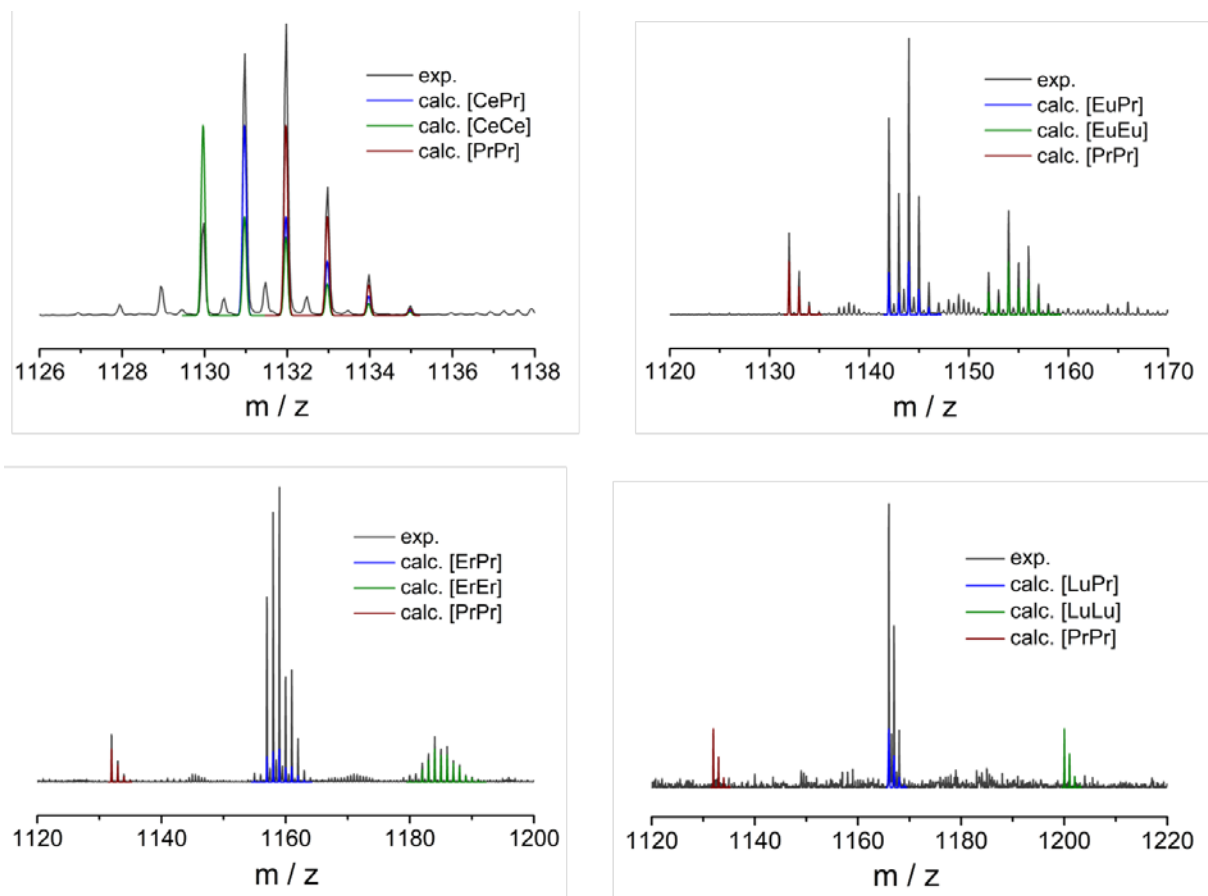 exp.
calc. [CePr]
calc. [CeCe]
calc. [PrPr]
1126 1128 1130 1132 1134 1136 1138
m / z
exp.
calc. [EuPr]
calc. [EuEu]
calc. [PrPr]
1120 1130 1140 1150 1160 1170
m / z
exp.
calc. [ErPr]
calc. [ErEr]
calc. [PrPr]
1120 1140 1160 1180 1200
m / z
exp.
calc. [LuPr]
calc. [LuLu]
calc. [PrPr]
1120 1140 1160 1180 1200 1220
m / z